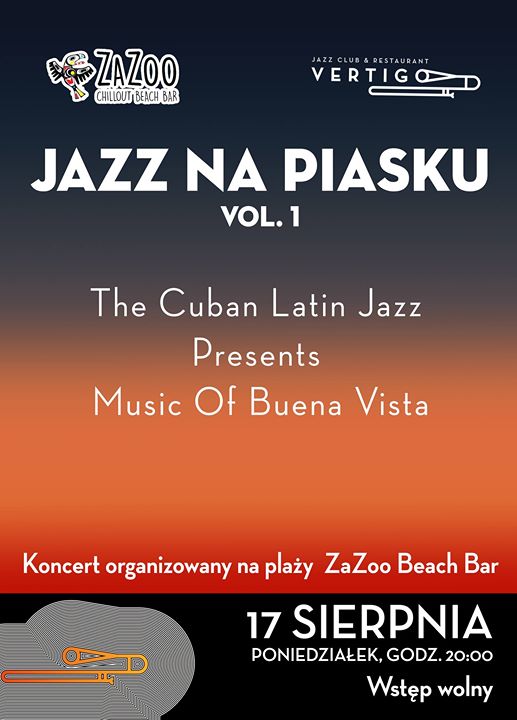 ZAZOO
CHILLOUT BEACH BAR
JAZZ CLUB & RESTAURANT
VERTIGO
JAZZ NA PIASKU
VOL. 1
The Cuban Latin Jazz
Presents
Music Of Buena Vista
Koncert organizowany na plaży ZaZoo Beach Bar
17 SIERPNIA
PONIEDZIAŁEK, GODZ. 20:00
Wstęp wolny